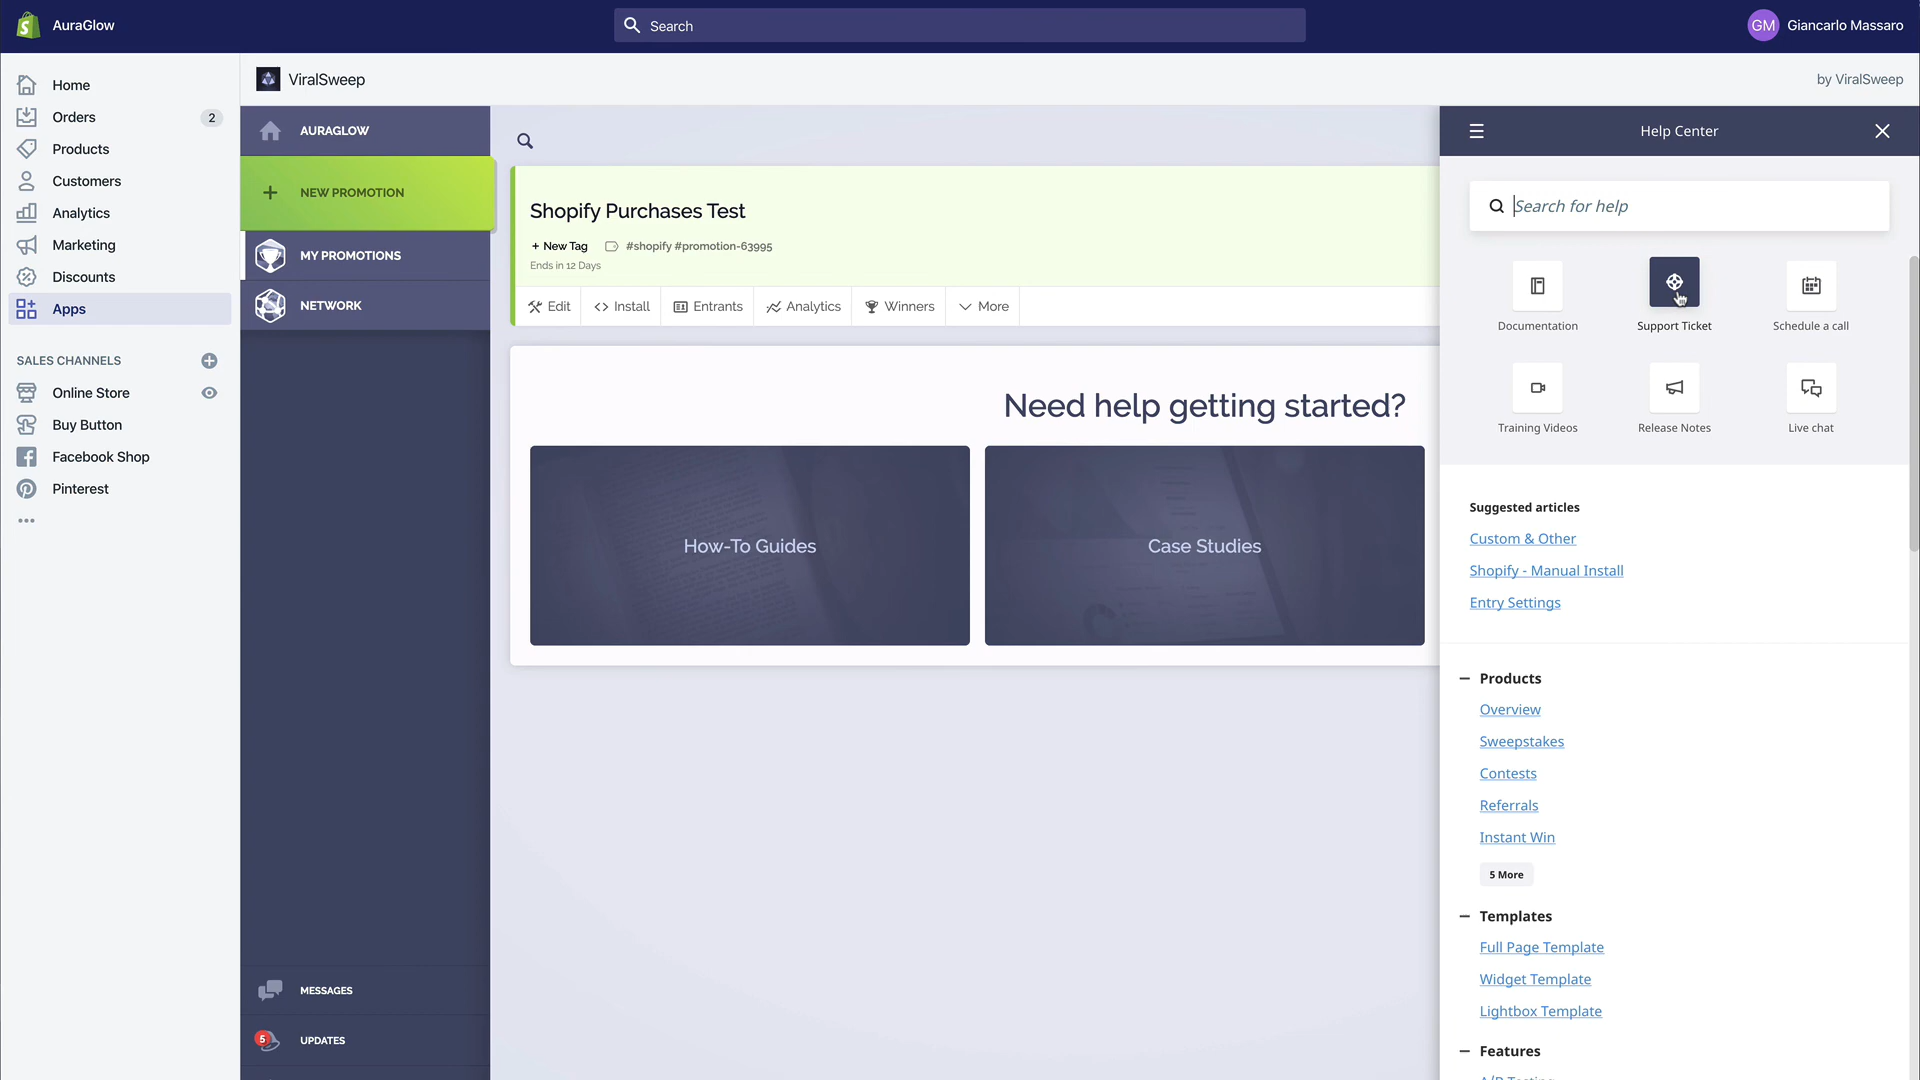 AuraGlow
Search
GM
Giancarlo Massaro
Home
Orders
2
Products
Customers
Analytics
Marketing
Discounts
Apps
SALES CHANNELS
Online Store
Buy Button
Facebook Shop
Pinterest
ViralSweep
by ViralSweep
AURAGLOW
NEW PROMOTION
MY PROMOTIONS
NETWORK
MESSAGES
5
UPDATES
Shopify Purchases Test
+ New Tag
#shopify #promotion-63995
Ends in 12 Days
Edit
Install
Entrants
Analytics
Winners
More
Need help getting started?
How-To Guides
Case Studies
Help Center
Search for help
Documentation
Support Ticket
Schedule a call
Training Videos
Release Notes
Live chat
Suggested articles
Custom & Other
Shopify - Manual Install
Entry Settings
Products
Overview
Sweepstakes
Contests
Referrals
Instant Win
5 More
Templates
Full Page Template
Widget Template
Lightbox Template
Features